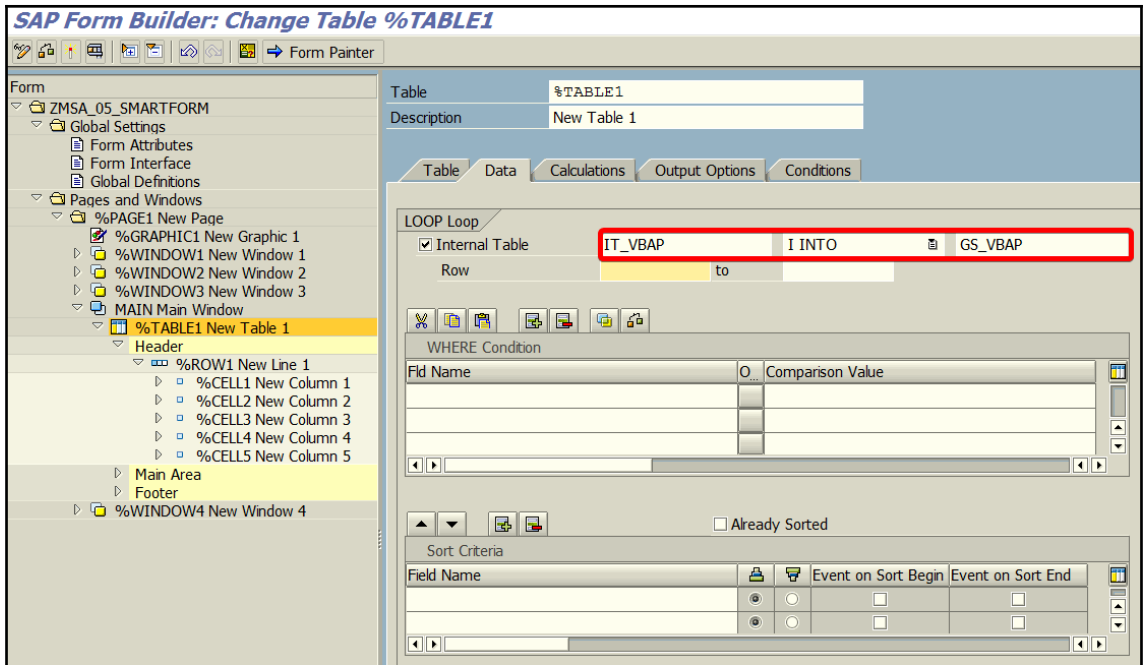 SAP Form Builder: Change Table %TABLE1
Form Painter
Form
ZMSA_05_SMARTFORM
Global Settings
Form Attributes
Form Interface
Global Definitions
Pages and Windows
%PAGE1 New Page
%GRAPHIC1 New Graphic 1
%WINDOW1 New Window 1
%WINDOW2 New Window 2
%WINDOW3 New Window 3
MAIN Main Window
%TABLE1 New Table 1
Header
%ROW1 New Line 1
%CELL1 New Column 1
%CELL2 New Column 2
%CELL3 New Column 3
%CELL4 New Column 4
%CELL5 New Column 5
Main Area
Footer
%WINDOW4 New Window 4
Table %TABLE1
Description New Table 1
Table Data Calculations Output Options Conditions
LOOP Loop
Internal Table IT_VBAP I INTO GS_VBAP
Row to
WHERE Condition
Fld Name O... Comparison Value
Already Sorted
Sort Criteria
Field Name Event on Sort Begin Event on Sort End